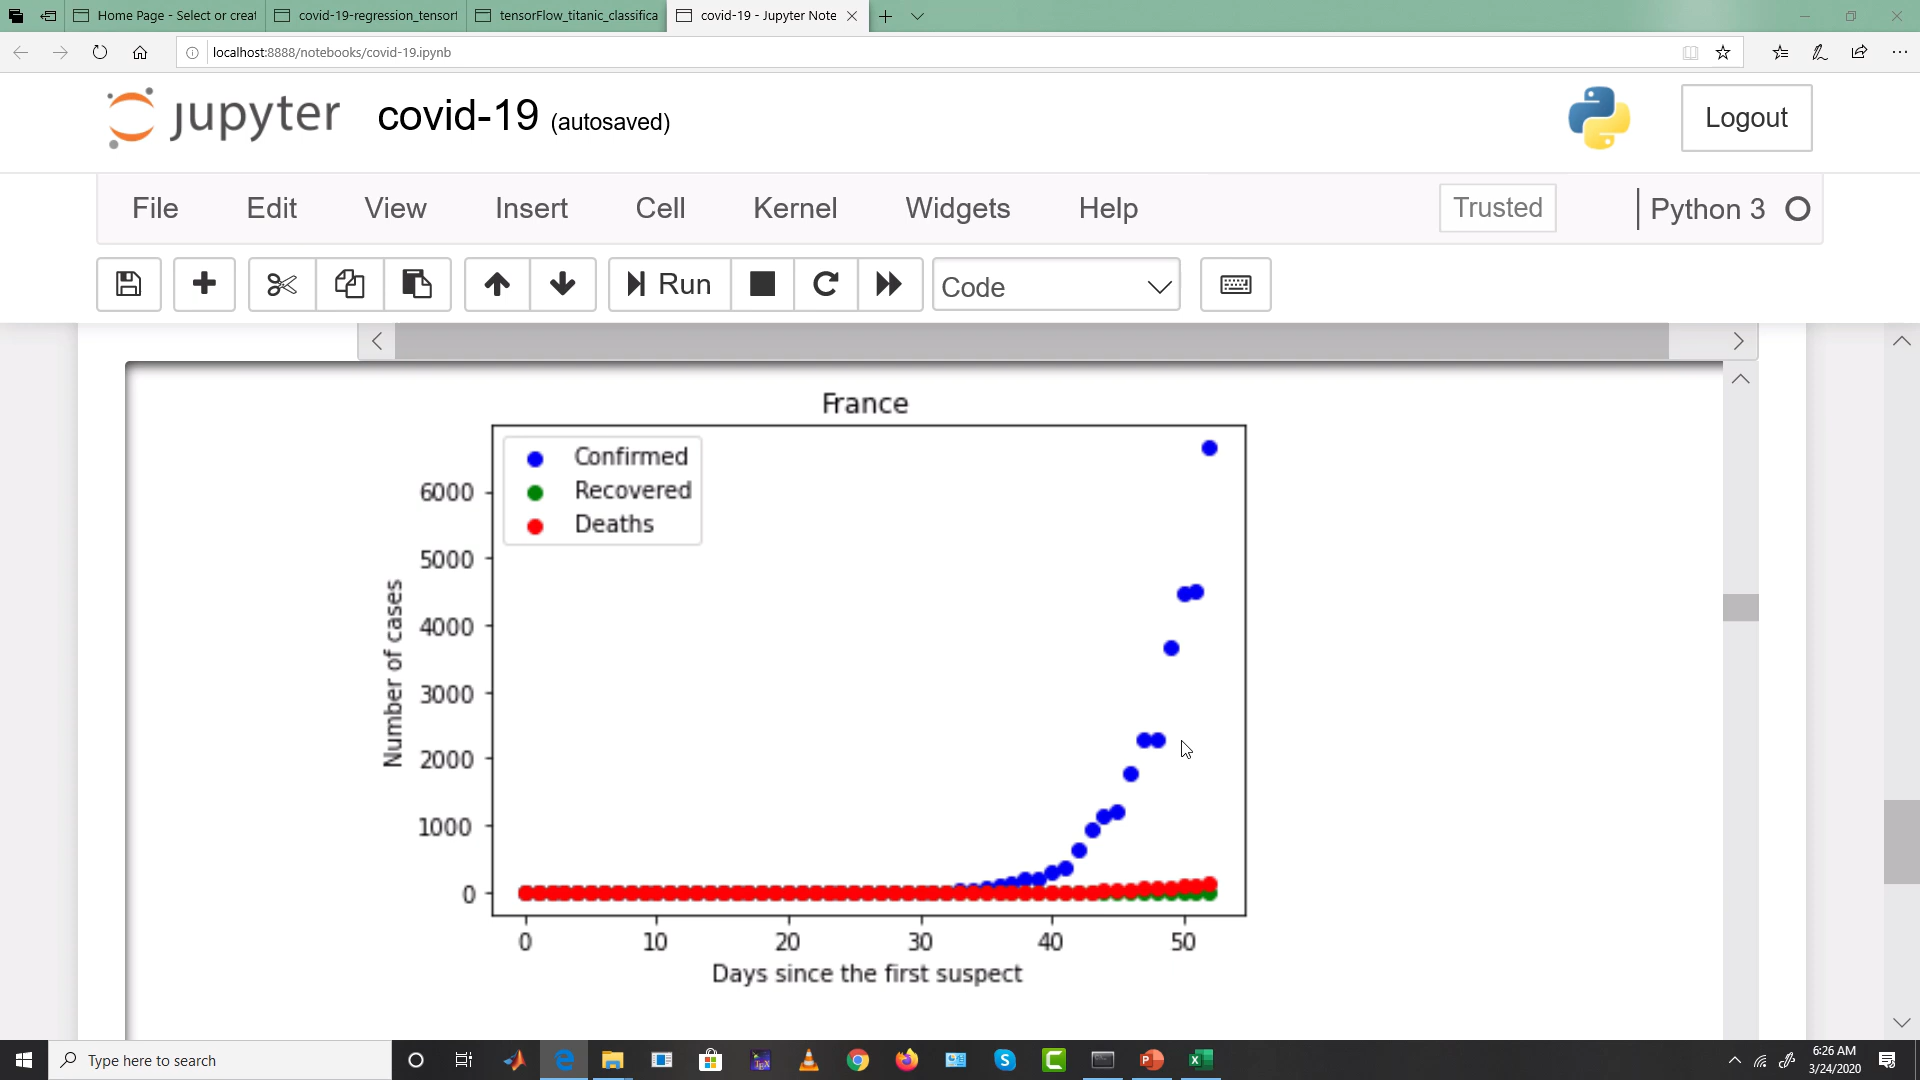 Home Page - Select or creat
covid-19-regression_tensorf
tensorFlow_titanic_classifica
covid-19 - Jupyter Note
localhost:8888/notebooks/covid-19.ipynb
jupyter covid-19 (autosaved)
Logout
File Edit View Insert Cell Kernel Widgets Help
Trusted
Python 3
Run
Code
France
Confirmed
Recovered
Deaths
6000
5000
4000
3000
2000
1000
0
Number of cases
0 10 20 30 40 50
Days since the first suspect
Type here to search
6:26 AM
3/24/2020